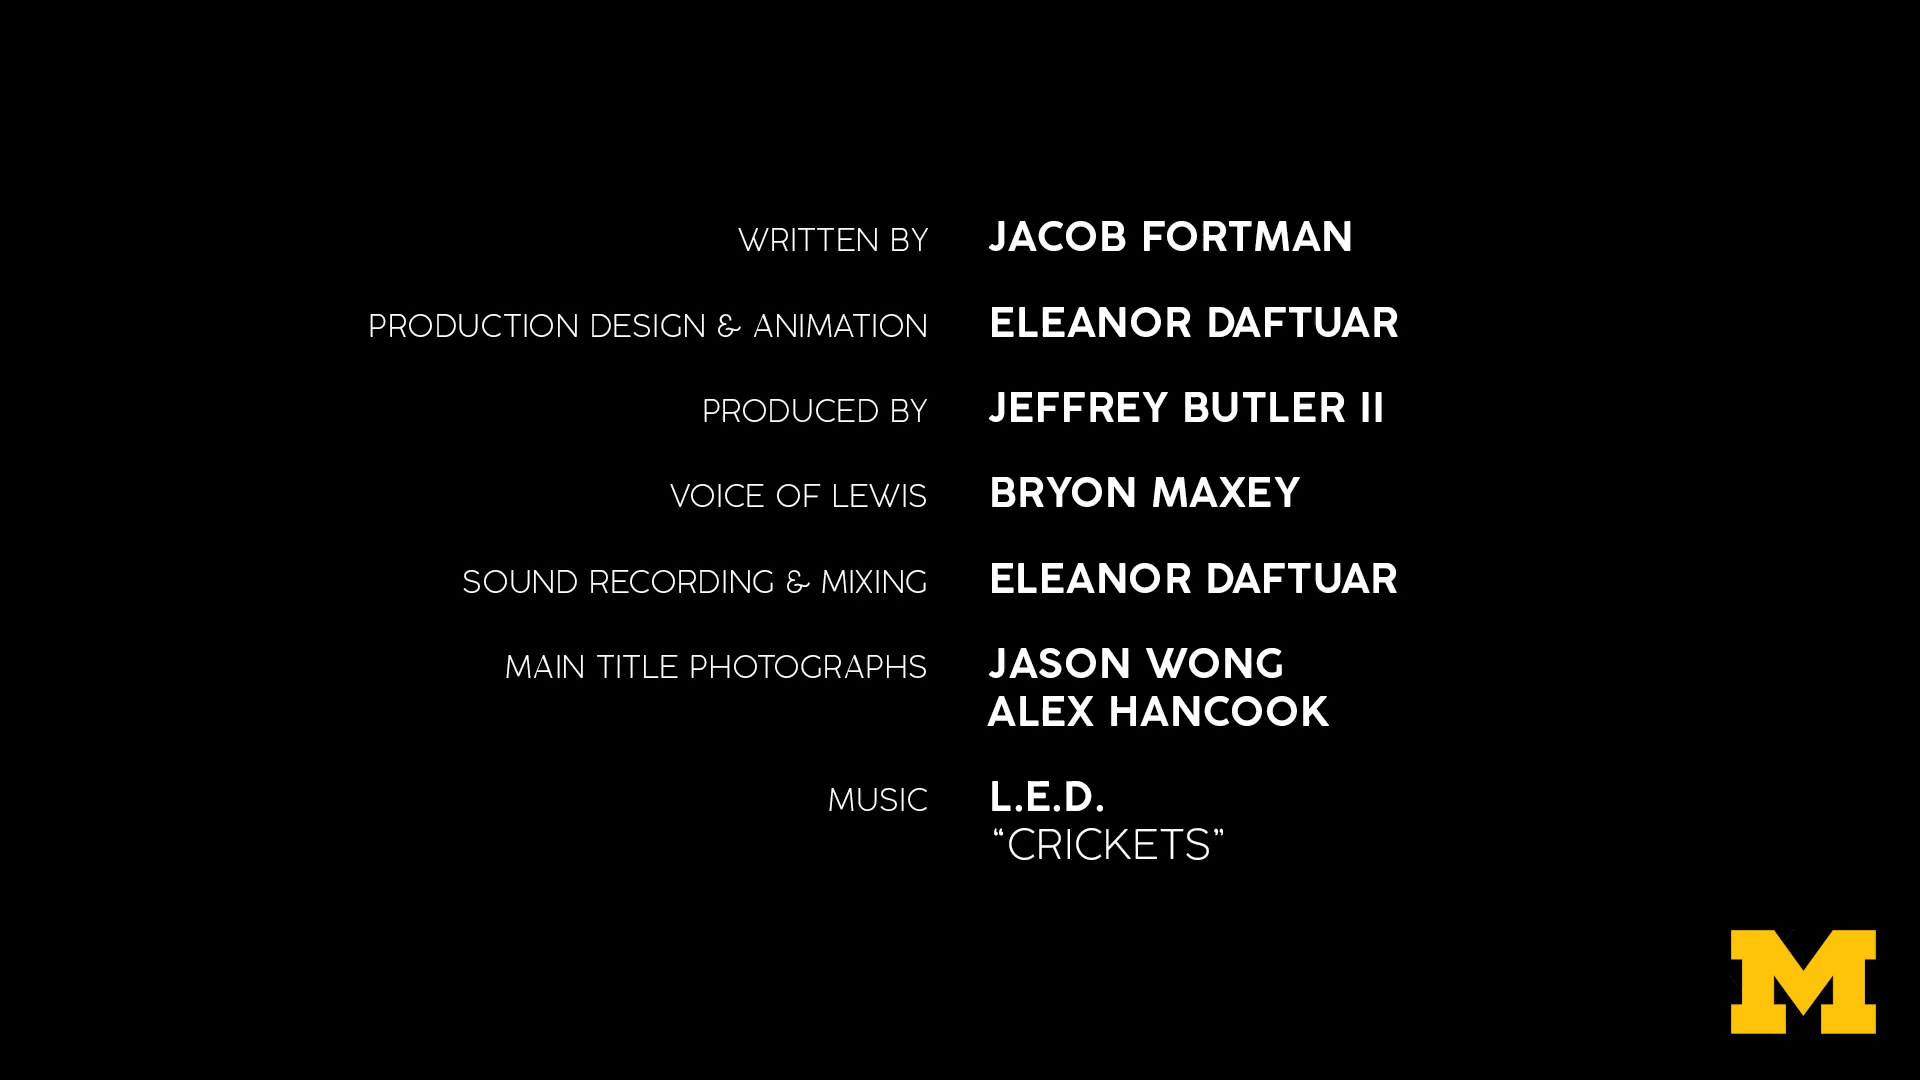 WRITTEN BY JACOB FORTMAN
PRODUCTION DESIGN & ANIMATION ELEANOR DAFTUAR
PRODUCED BY JEFFREY BUTLER II
VOICE OF LEWIS BRYON MAXEY
SOUND RECORDING & MIXING ELEANOR DAFTUAR
MAIN TITLE PHOTOGRAPHS JASON WONG
ALEX HANCOOK
MUSIC L.E.D.
“CRICKETS”
M